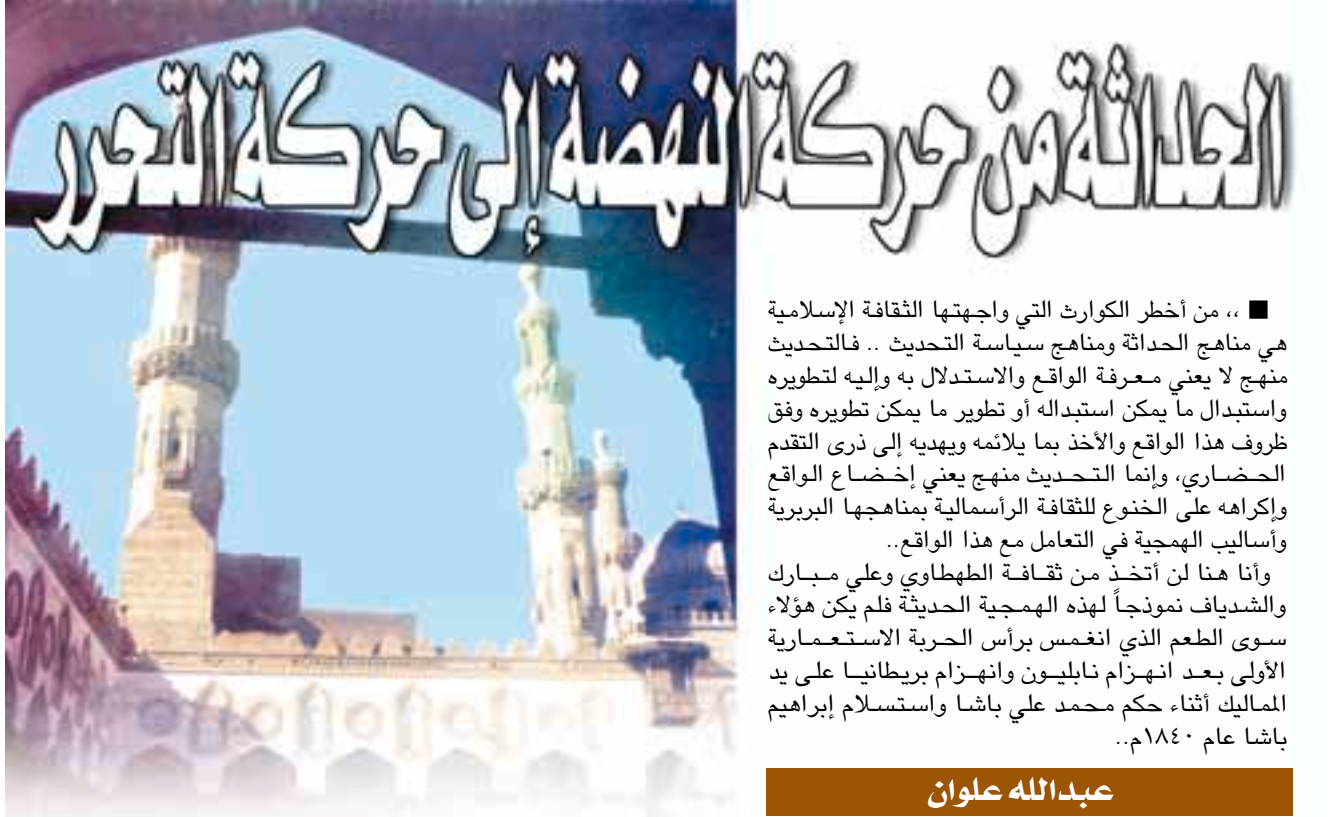 الحداثة من حركة النهضة إلى حركة التحرر
■ ،، من أخطر الكوارث التي واجهتها الثقافة الإسلامية
هي مناهج الحداثة ومناهج سياسة التحديث .. فالتحديث
منهج لا يعني معرفة الواقع والاستدلال به وإليه لتطويره
واستبدال ما يمكن استبداله أو تطوير ما يمكن تطويره وفق
ظروف هذا الواقع والأخذ بما يلائمه ويهديه إلى ذرى التقدم
الحضاري، وإنما التحديث منهج يعني إخضاع الواقع
وإكراهه على الخنوع للثقافة الرأسمالية بمناهجها البربرية
وأساليب الهمجية في التعامل مع هذا الواقع..
وأنا هنا لن أتخذ من ثقافة الطهطاوي وعلي مبارك
والشدياف نموذجاً لهذه الهمجية الحديثة فلم يكن هؤلاء
سوى الطعم الذي انغمس برأس الحربة الاستعمارية
الأولى بعد انهزام نابليون وانهزام بريطانيا على يد
المماليك أثناء حكم محمد علي باشا واستسلام إبراهيم
باشا عام ١٨٤٠م..
عبدالله علوان